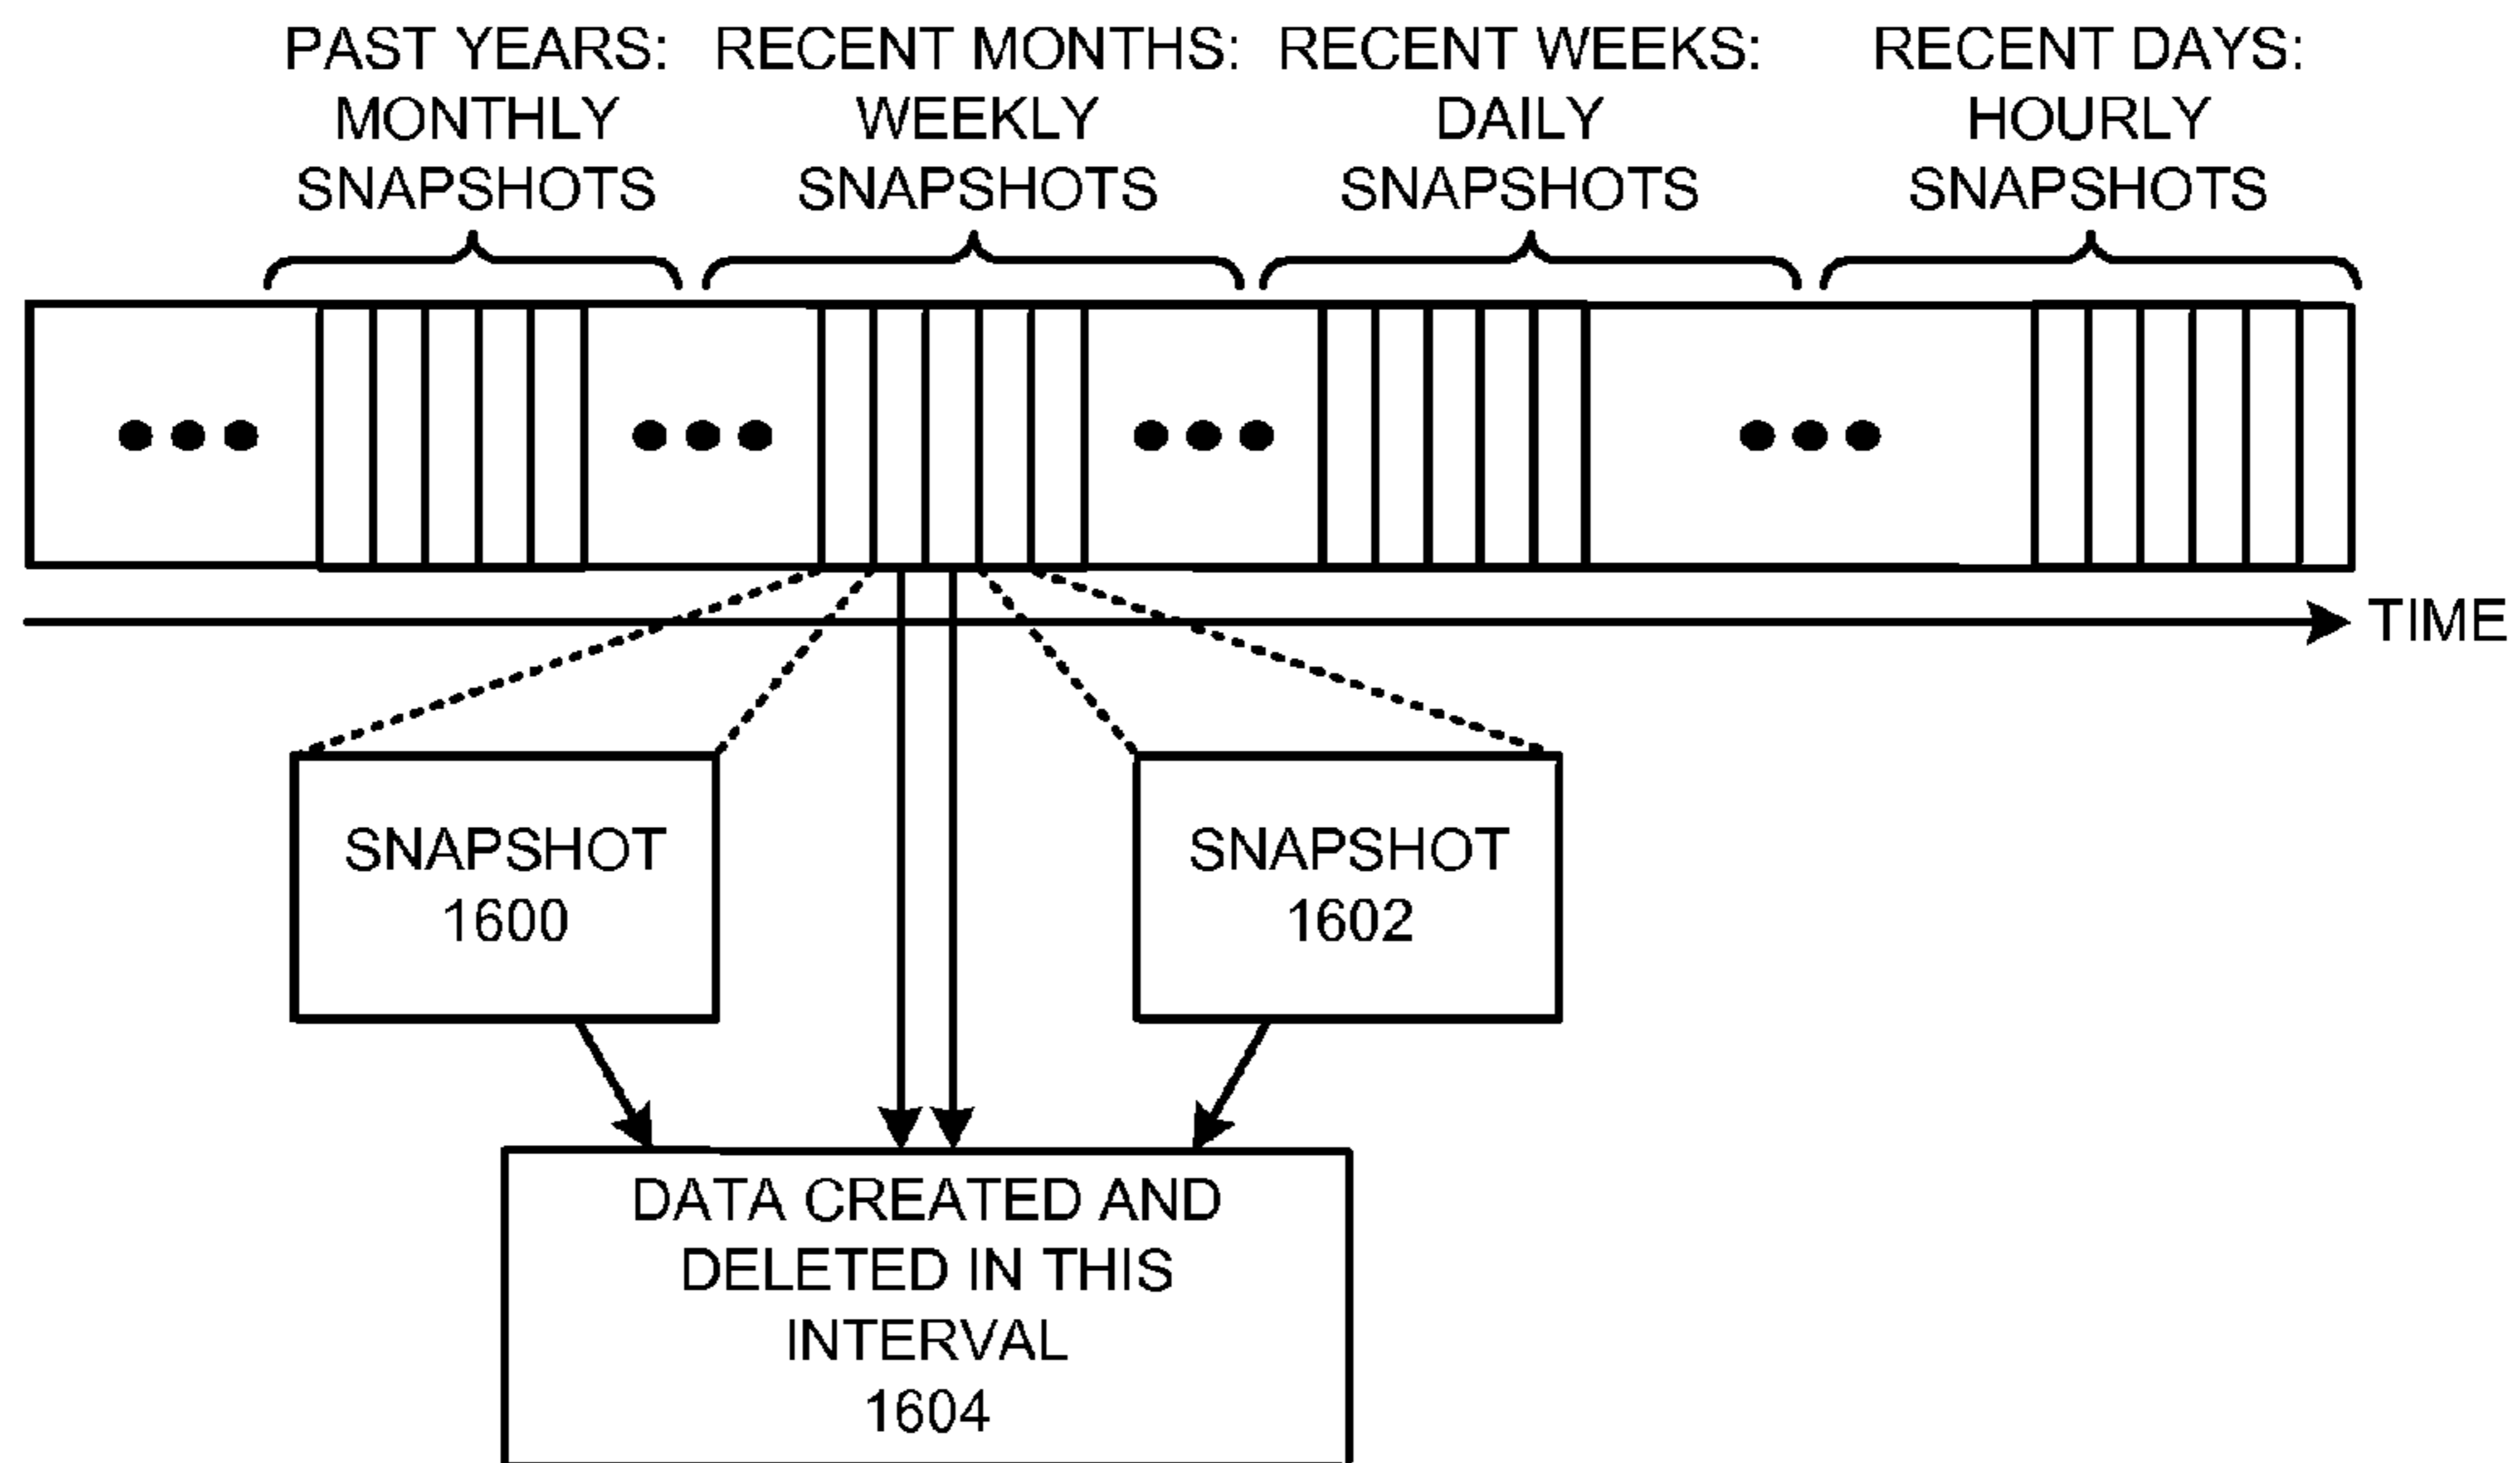 PAST YEARS:
MONTHLY
SNAPSHOTS
RECENT MONTHS:
WEEKLY
SNAPSHOTS
RECENT WEEKS:
DAILY
SNAPSHOTS
RECENT DAYS:
HOURLY
SNAPSHOTS
TIME
SNAPSHOT
1600
SNAPSHOT
1602
DATA CREATED AND
DELETED IN THIS
INTERVAL
1604